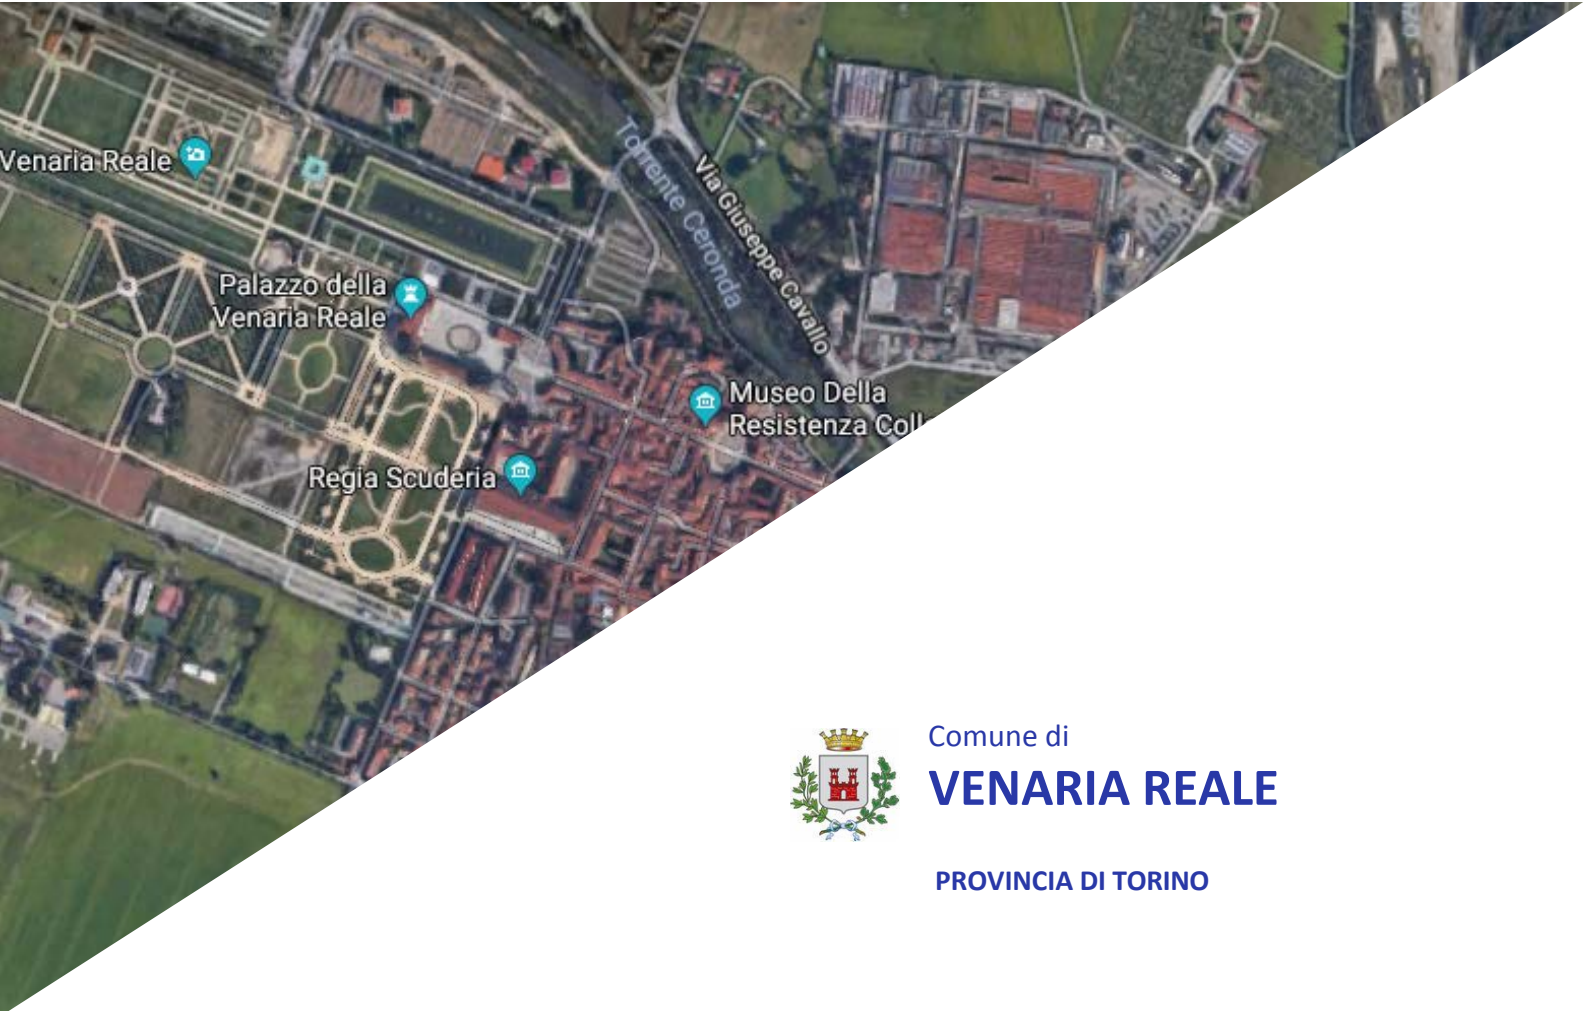 Venaria Reale
Torrente Ceronda
Via Giuseppe Cavallo
Palazzo della
Venaria Reale
Museo Della
Resistenza Coll
Regia Scuderia
Comune di
VENARIA REALE
PROVINCIA DI TORINO